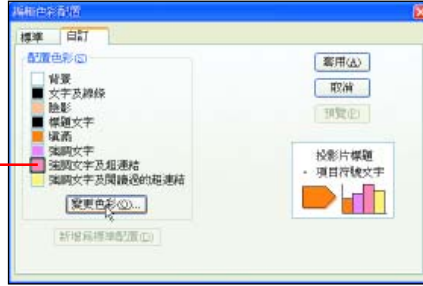 編輯色彩配置
標準 自訂
配置色彩(S)
背景
文字及線條
陰影
標題文字
填滿
強調文字
強調文字及超連結
強調文字及閱讀過的超連結
變更色彩(O)...
新增為標準配置(D)
套用(A)
取消
預覽(P)
投影片標題
• 項目符號文字